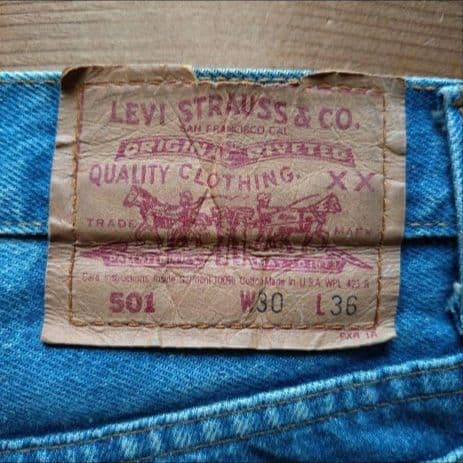 LEVI STRAUSS & CO.
SAN FRANCISCO CAL
ORIGINAL RIVETED
QUALITY CLOTHING. XX
TRADE MARK
Care Instructions Inside Garment 100% Cotton Made in U.S.A. WPL 423
501 W30 L36